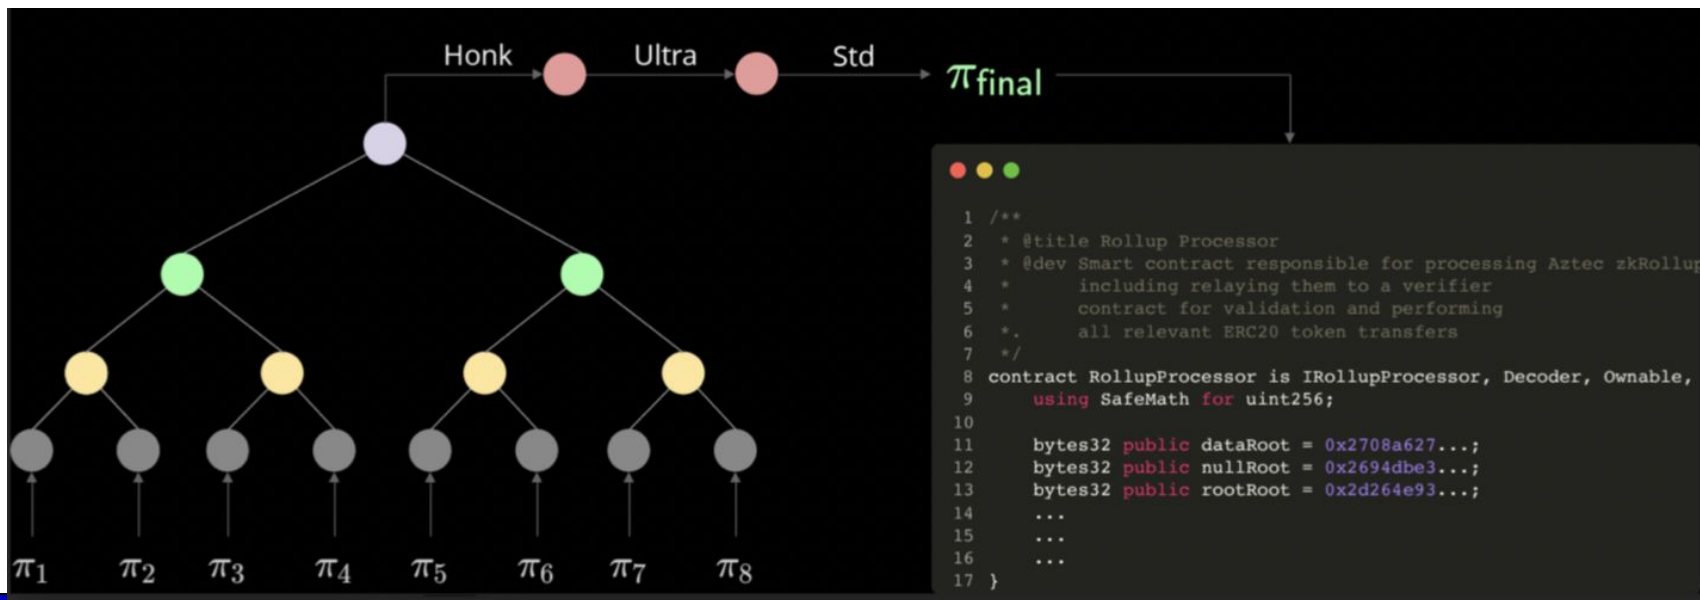 Honk Ultra Std
πfinal
π1 π2 π3 π4 π5 π6 π7 π8
1 /**
2 * @title Rollup Processor
3 * @dev Smart contract responsible for processing Aztec zkRollup
4 * including relaying them to a verifier
5 * contract for validation and performing
6 *. all relevant ERC20 token transfers
7 */
8 contract RollupProcessor is IRollupProcessor, Decoder, Ownable,
9 using SafeMath for uint256;
10
11 bytes32 public dataRoot = 0x2708a627...;
12 bytes32 public nullRoot = 0x2694dbe3...;
13 bytes32 public rootRoot = 0x2d264e93...;
14 ...
15 ...
16 ...
17 }